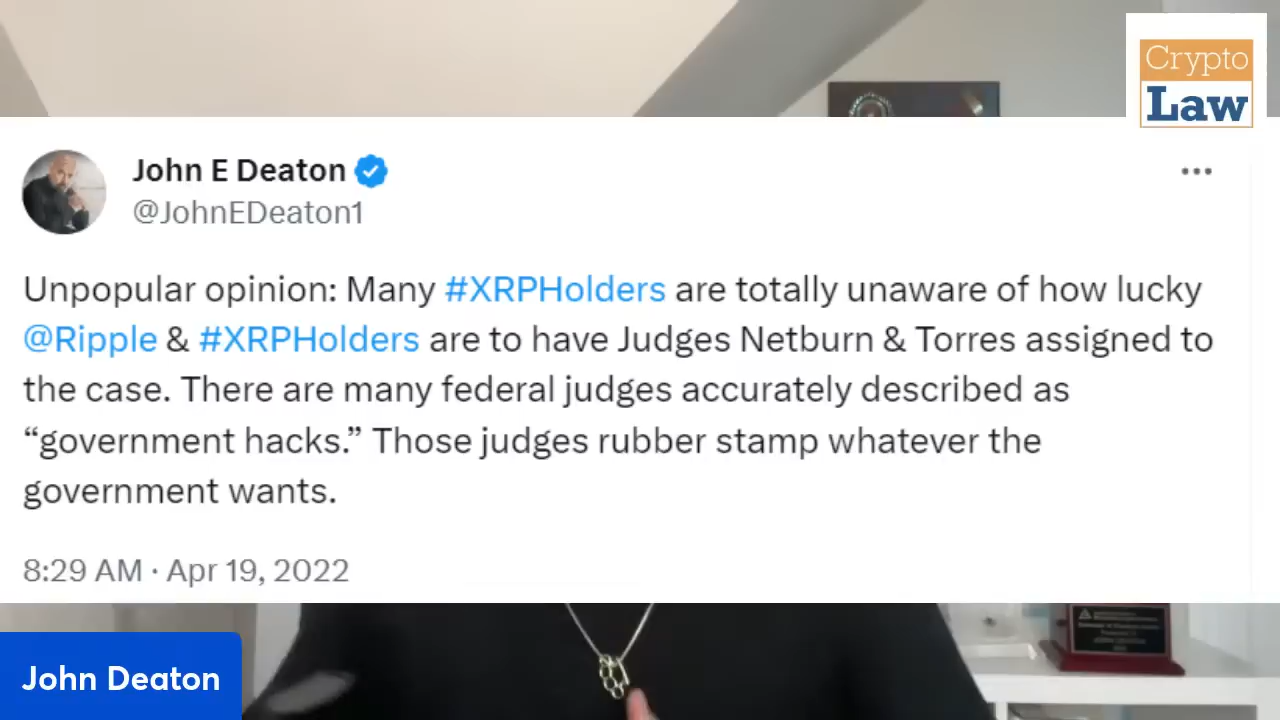 Crypto
Law
John E Deaton
@JohnEDeaton1
Unpopular opinion: Many #XRPHolders are totally unaware of how lucky
@Ripple & #XRPHolders are to have Judges Netburn & Torres assigned to
the case. There are many federal judges accurately described as
“government hacks.” Those judges rubber stamp whatever the
government wants.
8:29 AM · Apr 19, 2022
John Deaton